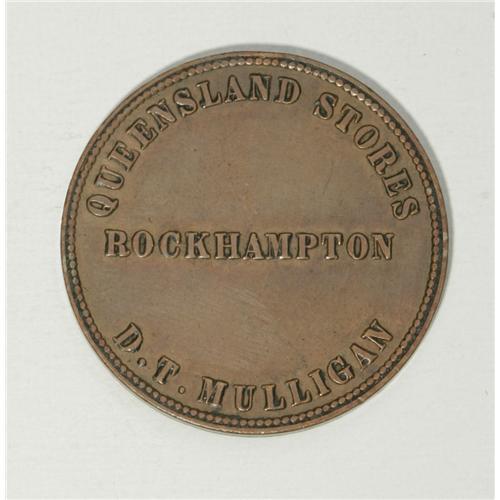 QUEENSLAND STORES
ROCKHAMPTON
D.T. MULLIGAN